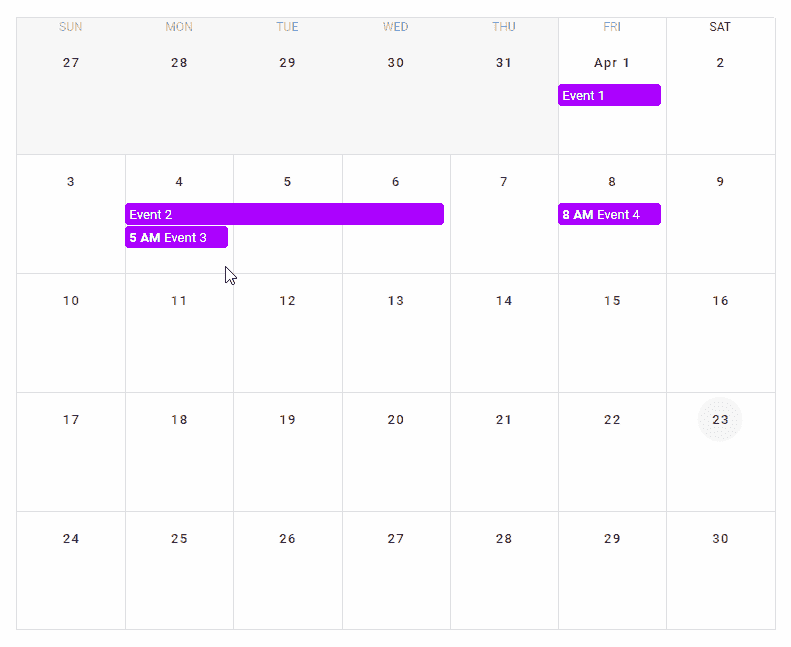 SUN MON TUE WED THU FRI SAT
27 28 29 30 31 Apr 1 2
Event 1
3 4 5 6 7 8 9
Event 2 8 AM Event 4
5 AM Event 3
10 11 12 13 14 15 16
17 18 19 20 21 22 23
24 25 26 27 28 29 30